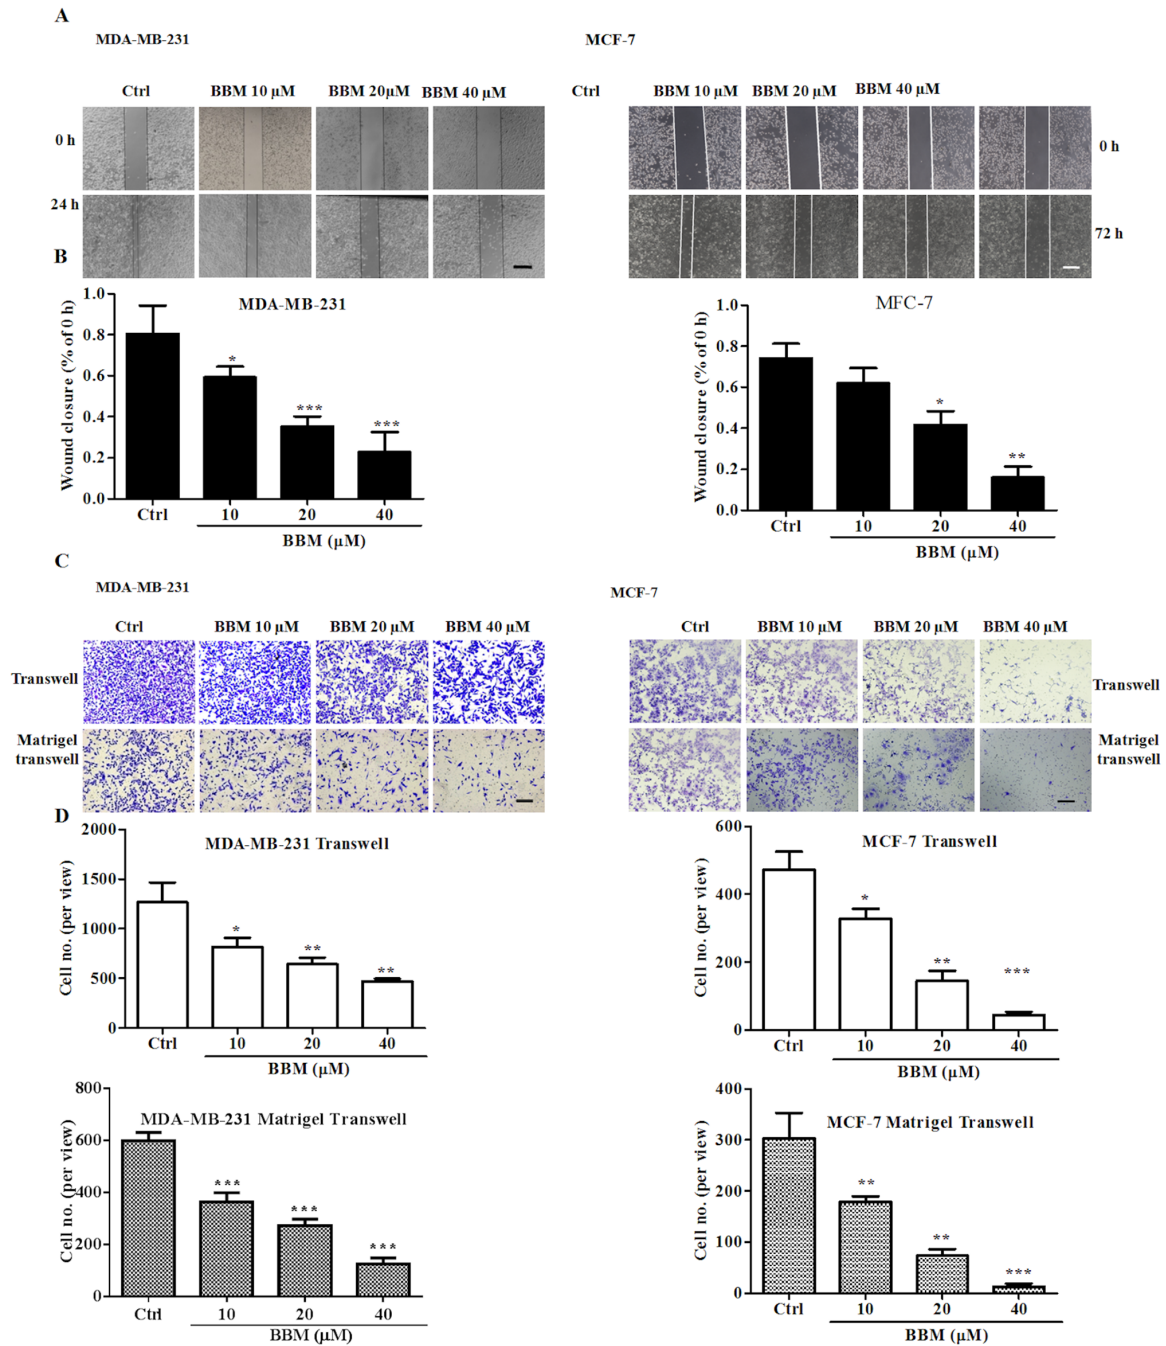 A
MDA-MB-231
MCF-7
Ctrl BBM 10 µM BBM 20µM BBM 40 µM
Ctrl BBM 10 µM BBM 20 µM BBM 40 µM
0 h
0 h
24 h
72 h
B
MDA-MB-231
Wound closure (% of 0 h)
1.0
0.8
0.6
0.4
0.2
0.0
*
***
***
Ctrl 10 20 40
BBM (µM)
MFC-7
Wound closure (% of 0 h)
1.0
0.8
0.6
0.4
0.2
0.0
*
**
Ctrl 10 20 40
BBM (µM)
C
MDA-MB-231
MCF-7
Ctrl BBM 10 µM BBM 20 µM BBM 40 µM
Ctrl BBM 10 µM BBM 20 µM BBM 40 µM
Transwell
Transwell
Matrigel
transwell
Matrigel
transwell
D
MDA-MB-231 Transwell
Cell no. (per view)
2000
1500
1000
500
0
*
**
**
Ctrl 10 20 40
BBM (µM)
MCF-7 Transwell
Cell no. (per view)
600
400
200
0
*
**
***
Ctrl 10 20 40
BBM (µM)
MDA-MB-231 Matrigel Transwell
Cell no. (per view)
800
600
400
200
0
***
***
***
Ctrl 10 20 40
BBM (µM)
MCF-7 Matrigel Transwell
Cell no. (per view)
400
300
200
100
0
**
**
***
Ctrl 10 20 40
BBM (µM)